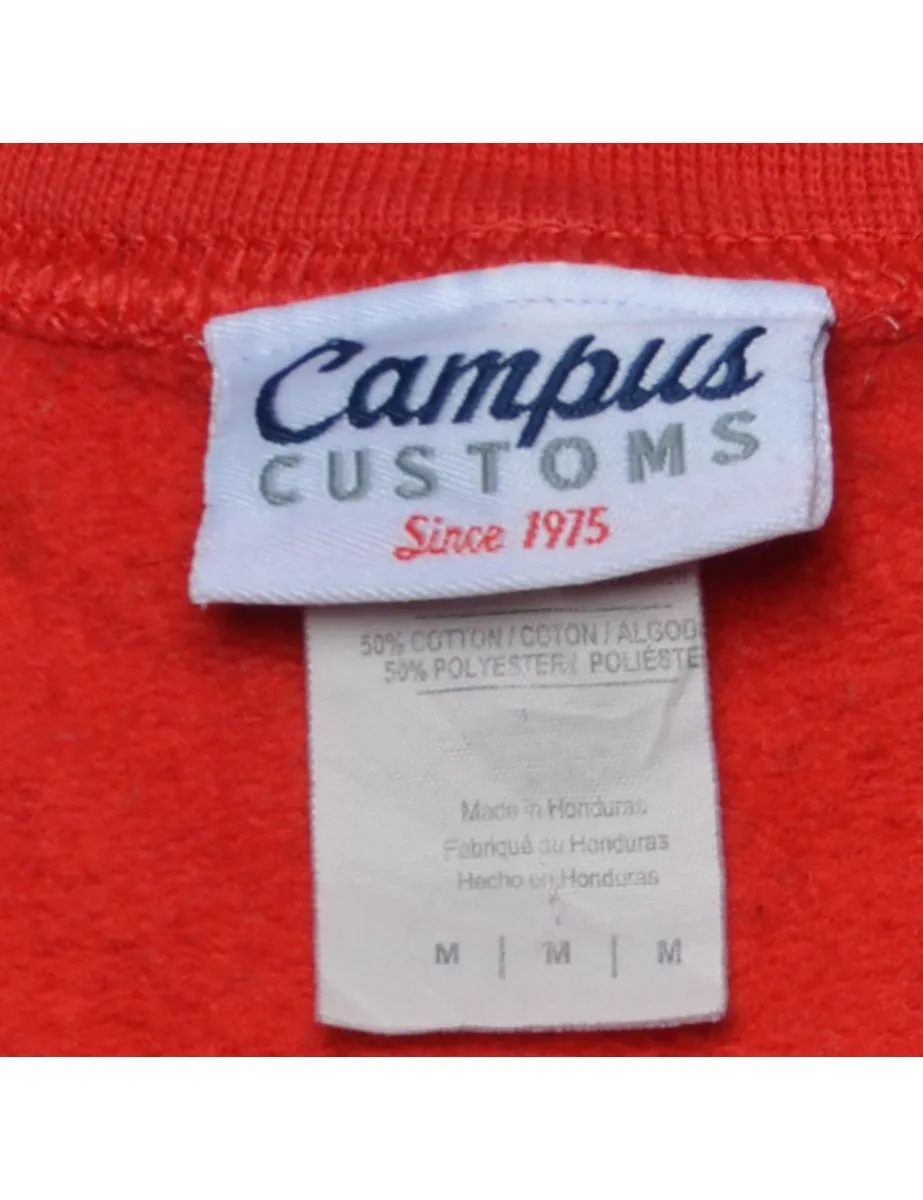 Campus
CUSTOMS
Since 1975
50% COTTON / COTON / ALGOD
50% POLYESTER / POLIÉSTE
Made in Honduras
Fabriqué au Honduras
Hecho en Honduras
M | M | M